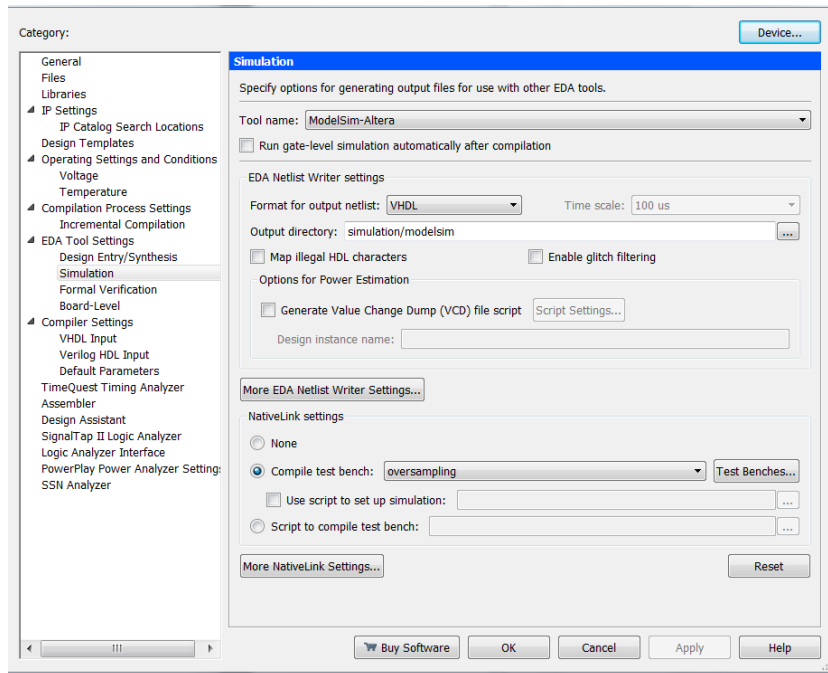 Category:
Device...
General
Files
Libraries
IP Settings
IP Catalog Search Locations
Design Templates
Operating Settings and Conditions
Voltage
Temperature
Compilation Process Settings
Incremental Compilation
EDA Tool Settings
Design Entry/Synthesis
Simulation
Formal Verification
Board-Level
Compiler Settings
VHDL Input
Verilog HDL Input
Default Parameters
TimeQuest Timing Analyzer
Assembler
Design Assistant
SignalTap II Logic Analyzer
Logic Analyzer Interface
PowerPlay Power Analyzer Setting
SSN Analyzer
Simulation
Specify options for generating output files for use with other EDA tools.
Tool name: ModelSim-Altera
Run gate-level simulation automatically after compilation
EDA Netlist Writer settings
Format for output netlist: VHDL Time scale: 100 us
Output directory: simulation/modelsim ...
Map illegal HDL characters Enable glitch filtering
Options for Power Estimation
Generate Value Change Dump (VCD) file script Script Settings...
Design instance name:
More EDA Netlist Writer Settings...
NativeLink settings
None
Compile test bench: oversampling Test Benches...
Use script to set up simulation: ...
Script to compile test bench: ...
More NativeLink Settings... Reset
Buy Software OK Cancel Apply Help